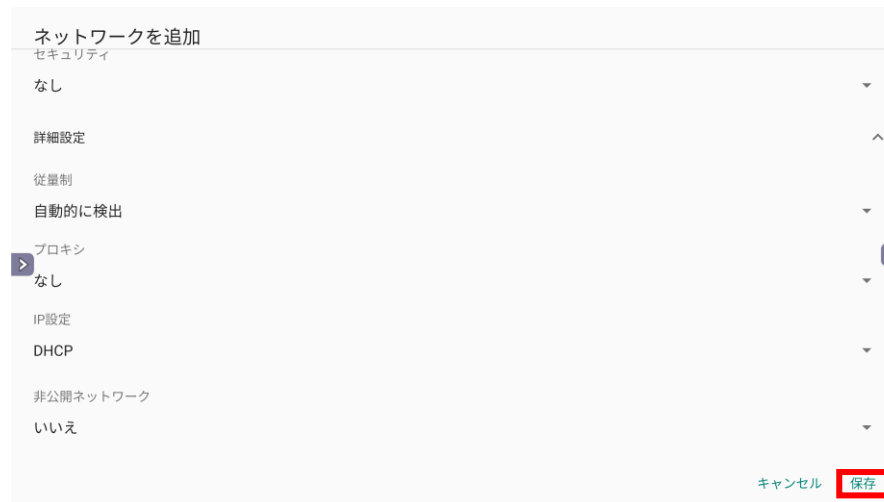 ネットワークを追加
セキュリティ
なし
詳細設定
従量制
自動的に検出
プロキシ
なし
IP設定
DHCP
非公開ネットワーク
いいえ
キャンセル 保存